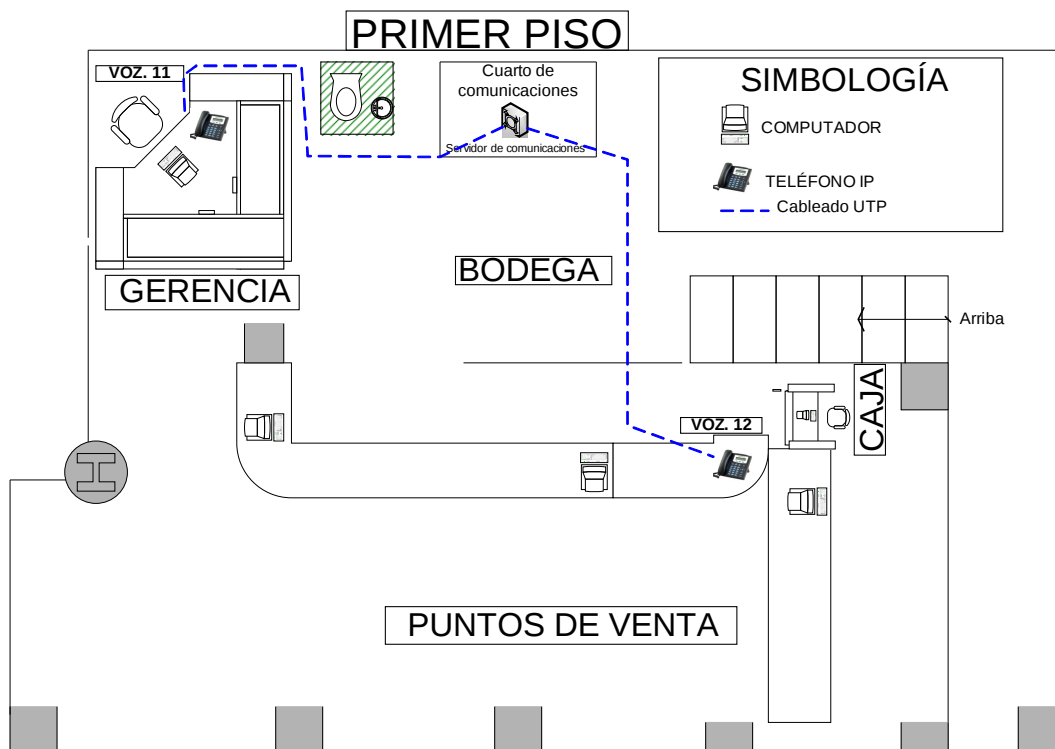 PRIMER PISO
VOZ. 11
Cuarto de
comunicaciones
Servidor de comunicaciones
SIMBOLOGÍA
COMPUTADOR
TELÉFONO IP
Cableado UTP
BODEGA
GERENCIA
Arriba
CAJA
VOZ. 12
PUNTOS DE VENTA